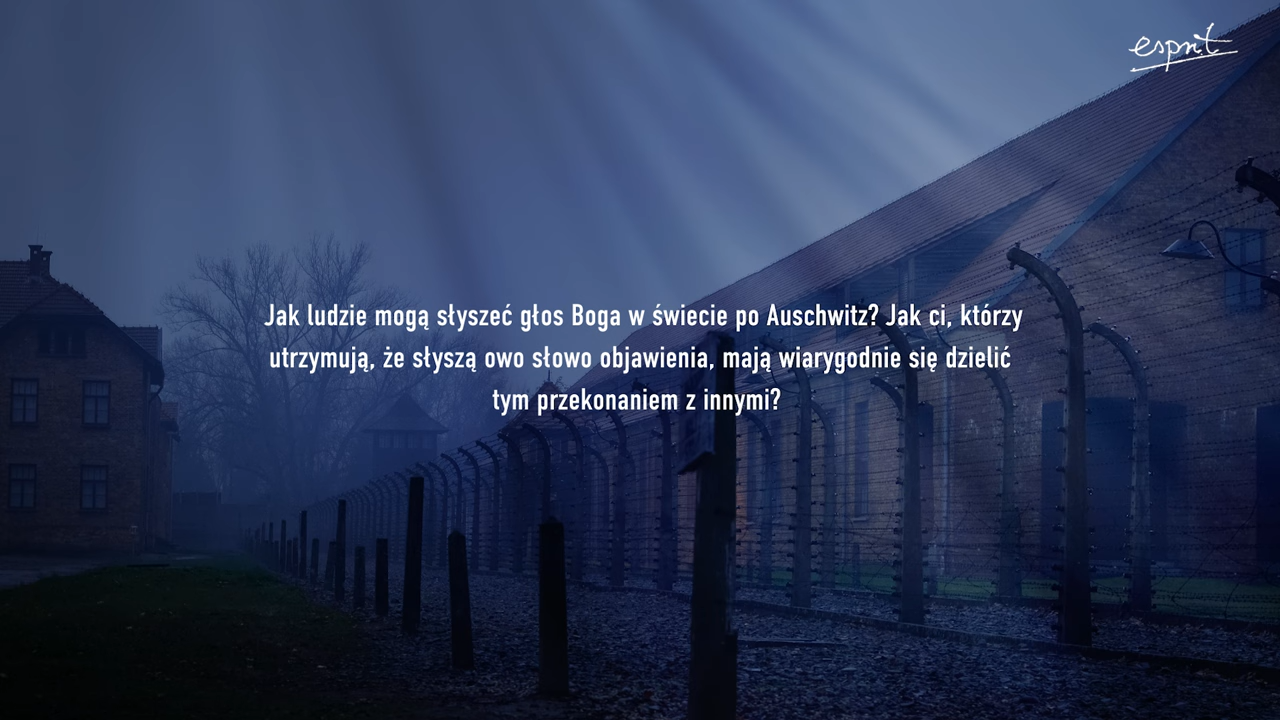 esprit
Jak ludzie mogą słyszeć głos Boga w świecie po Auschwitz? Jak ci, którzy
utrzymują, że słyszą owo słowo objawienia, mają wiarygodnie się dzielić
tym przekonaniem z innymi?